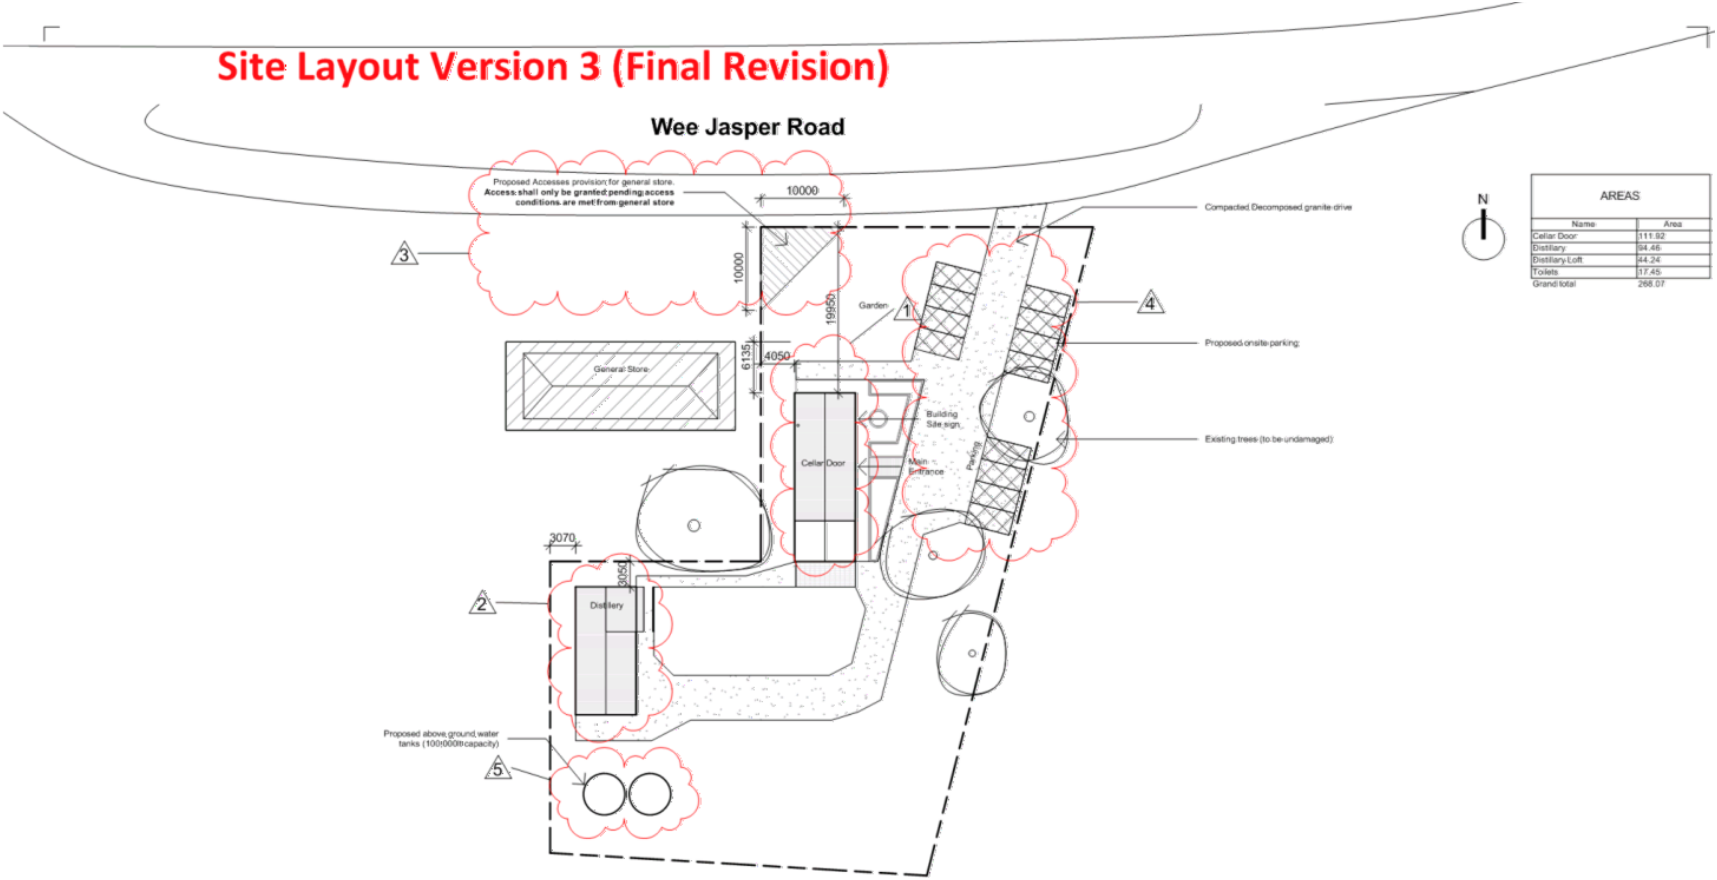 Site Layout Version 3 (Final Revision)
Wee Jasper Road
Proposed Accesses provision for general store.
Access shall only be granted pending access
conditions are met from general store
10000
Compacted Decomposed granite drive
N
AREAS
Name Area
Cellar Door 111.92
Distillery 94.46
Distillery Loft 44.24
Toilets 17.45
Grand total 268.07
3
10000
19950
Garden
1
4
6135
4050
General Store
Proposed onsite parking
Building
Site sign
Existing trees (to be undamaged)
Parking
Cellar Door
Main
Entrance
3070
3050
2
Distillery
Proposed above ground water
tanks (100,000lt capacity)
5